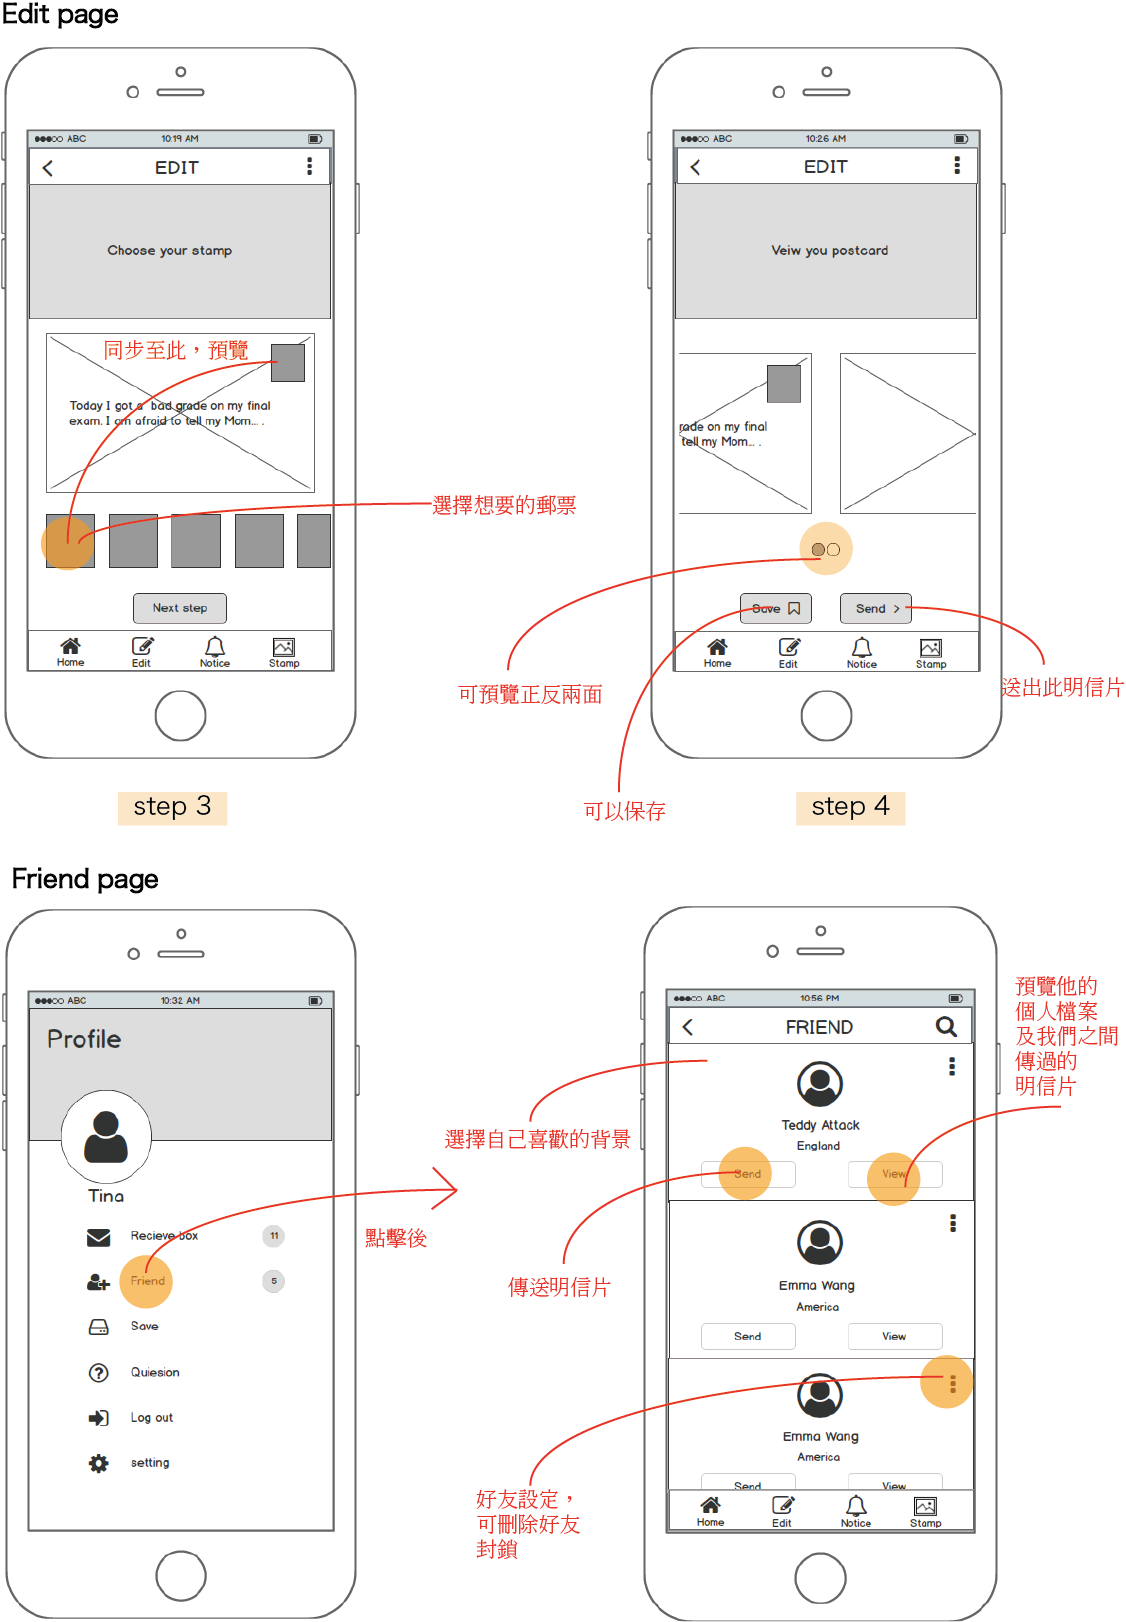 Edit page
ABC 10:19 AM
EDIT
Choose your stamp
同步至此，預覽
Today I got a bad grade on my final
exam. I am afraid to tell my Mom... .
選擇想要的郵票
Next step
Home Edit Notice Stamp
step 3
ABC 10:26 AM
EDIT
Veiw you postcard
rade on my final
tell my Mom... .
Save Send
Home Edit Notice Stamp
可預覽正反兩面
送出此明信片
可以保存
step 4
Friend page
ABC 10:32 AM
Profile
Tina
Recieve box 11
Friend 5
Save
Quiesion
Log out
setting
點擊後
ABC 10:56 PM
FRIEND
預覽他的
個人檔案
及我們之間
傳過的
明信片
選擇自己喜歡的背景
Teddy Attack
England
Send View
傳送明信片
Emma Wang
America
Send View
Emma Wang
America
Send View
好友設定，
可刪除好友
封鎖
Home Edit Notice Stamp